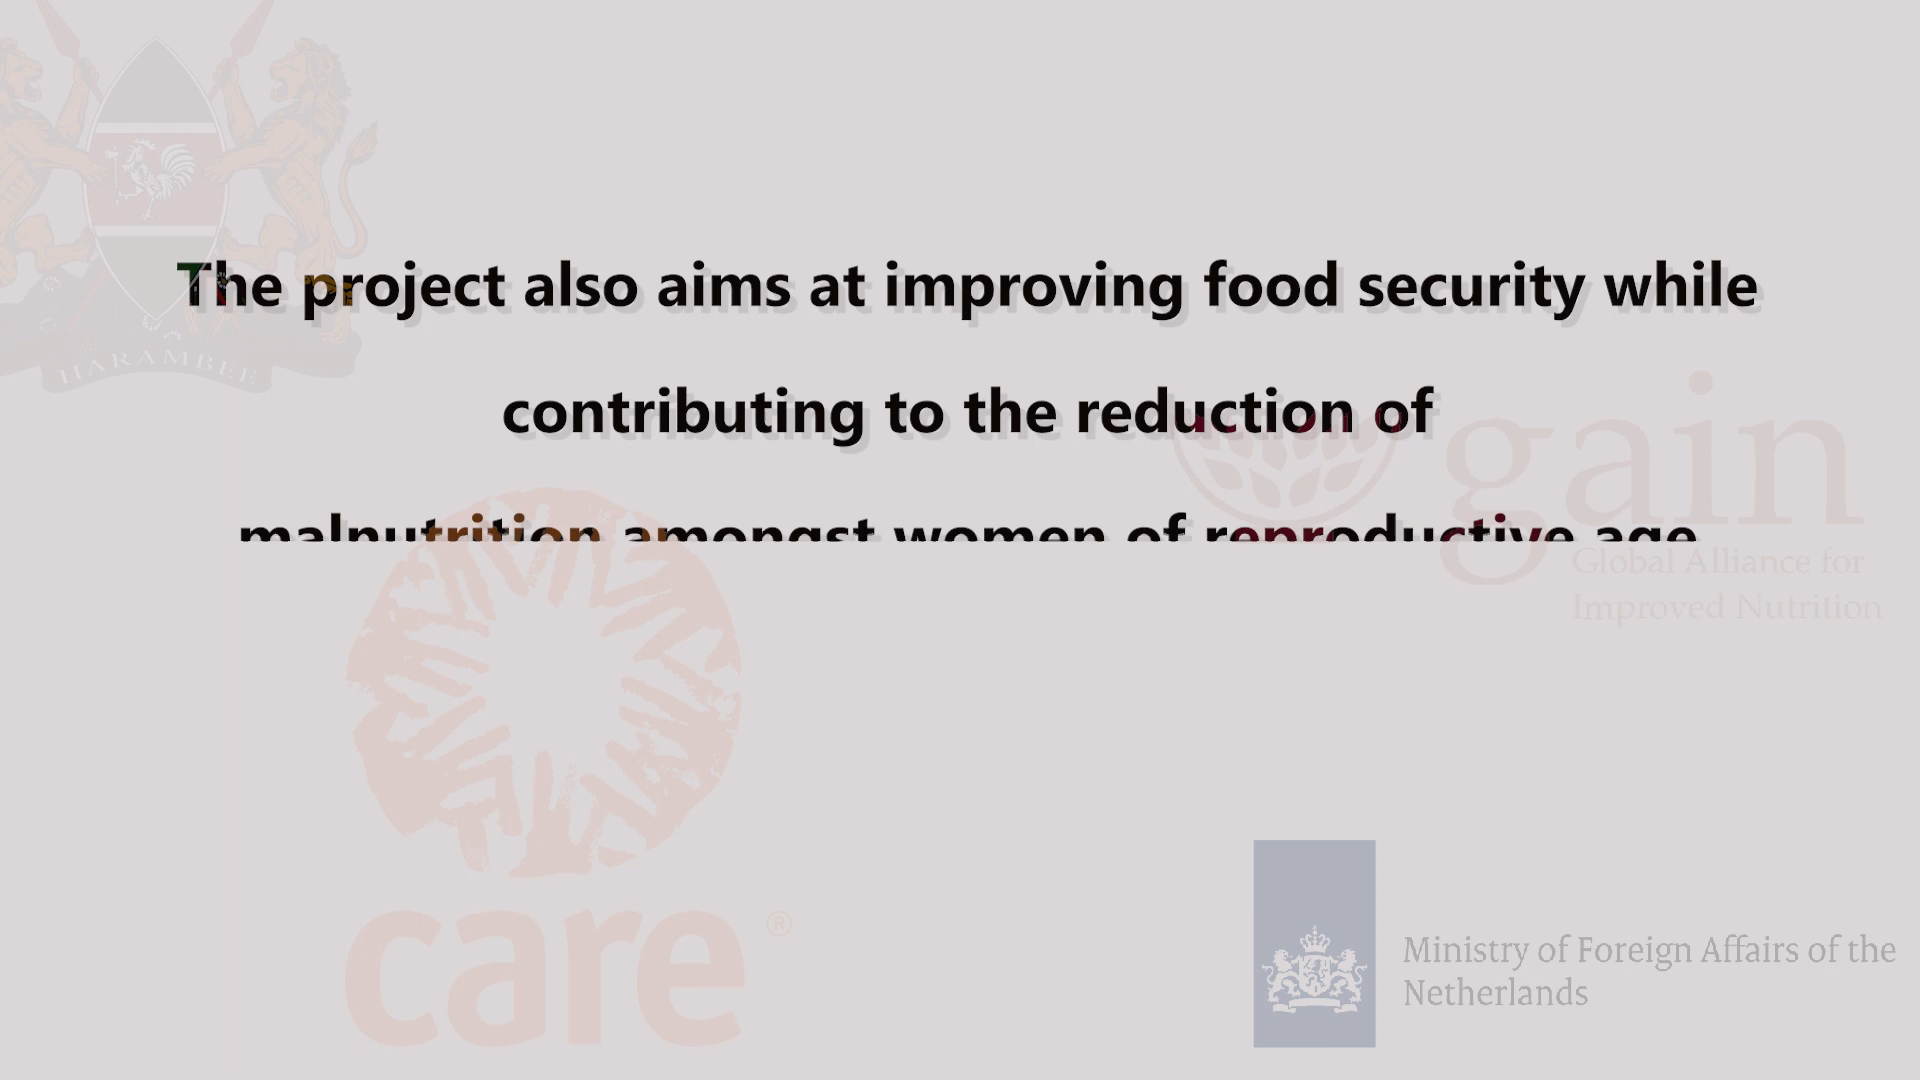 The project also aims at improving food security while
contributing to the reduction of
malnutrition amongst women of reproductive age
HARAMBEE
gain
Global Alliance for
Improved Nutrition
care®
Ministry of Foreign Affairs of the
Netherlands